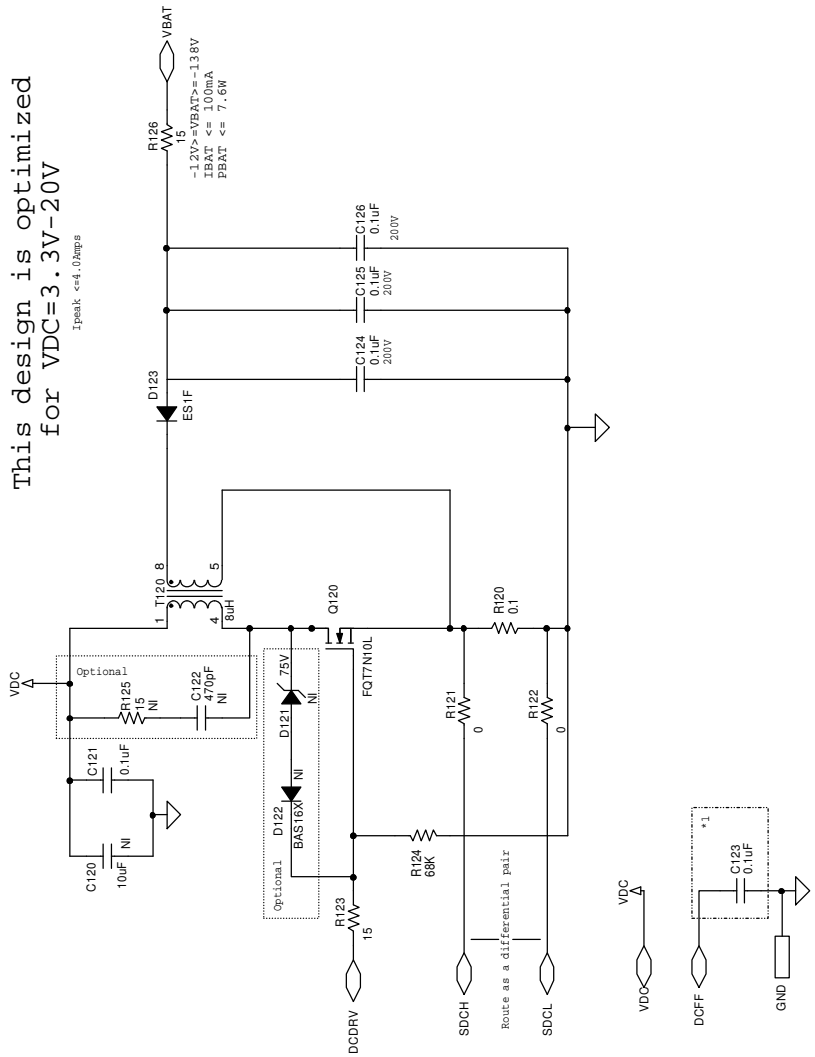 This design is optimized
for VDC=3.3V-20V
Ipeak <=4.0Amps
VDC
C120
10uF
NI
C121
0.1uF
Optional
R125
15
NI
C122
470pF
NI
1
T120
8
4
8uH
5
D123
ES1F
R126
15
VBAT
-12V>=VBAT>=-138V
IBAT <= 100mA
PBAT <= 7.6W
Optional
D122
BAS16X
NI
D121
75V
NI
Q120
FQT7N10L
C124
0.1uF
200V
C125
0.1uF
200V
C126
0.1uF
200V
DCDRV
R123
15
R124
68K
R121
0
R120
0.1
R122
0
SDCH
Route as a differential pair
SDCL
VDC
VDC
DCFF
*1
C123
0.1uF
GND